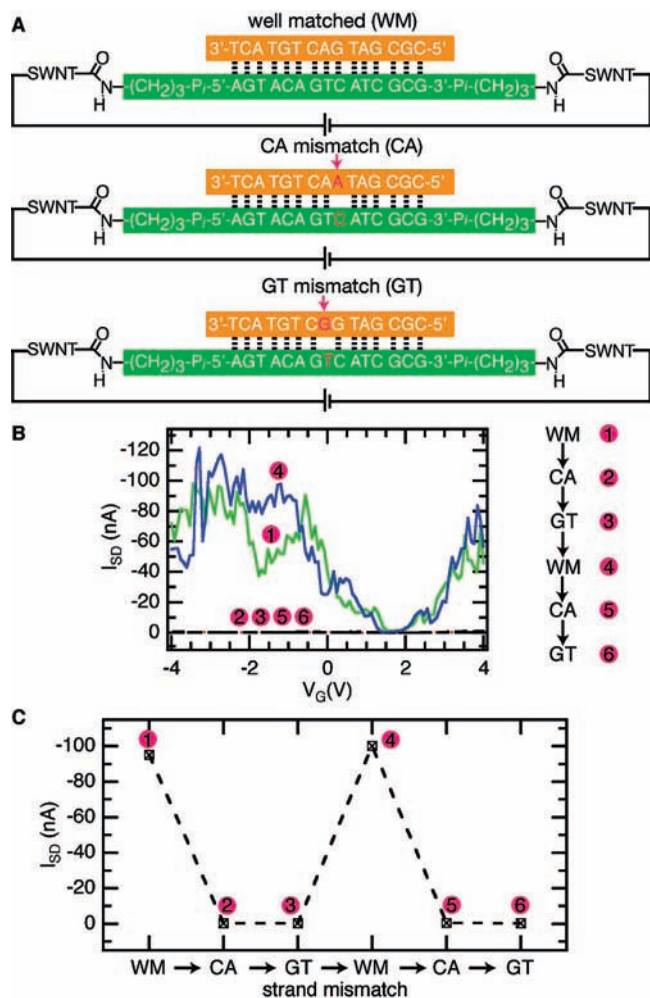 A
well matched (WM)
3'-TCA TGT CAG TAG CGC-5'
SWNT O N H -(CH2)3-Pi-5'-AGTACA GTC ATC GCG-3'-Pi-(CH2)3- N H O SWNT
CA mismatch (CA)
3'-TCA TGT CAA TAG CGC-5'
SWNT O N H -(CH2)3-Pi-5'-AGTACA GTC ATC GCG-3'-Pi-(CH2)3- N H O SWNT
GT mismatch (GT)
3'-TCA TGT CGG TAG CGC-5'
SWNT O N H -(CH2)3-Pi-5'-AGTACA GTC ATC GCG-3'-Pi-(CH2)3- N H O SWNT
B
ISD (nA)
-120
-100
-80
-60
-40
-20
0
4
1
2 3 5 6
-4 -2 0 2 4
VG(V)
WM 1
CA 2
GT 3
WM 4
CA 5
GT 6
C
ISD (nA)
-100
-80
-60
-40
-20
0
1
2
3
4
5
6
WM CA GT WM CA GT
strand mismatch